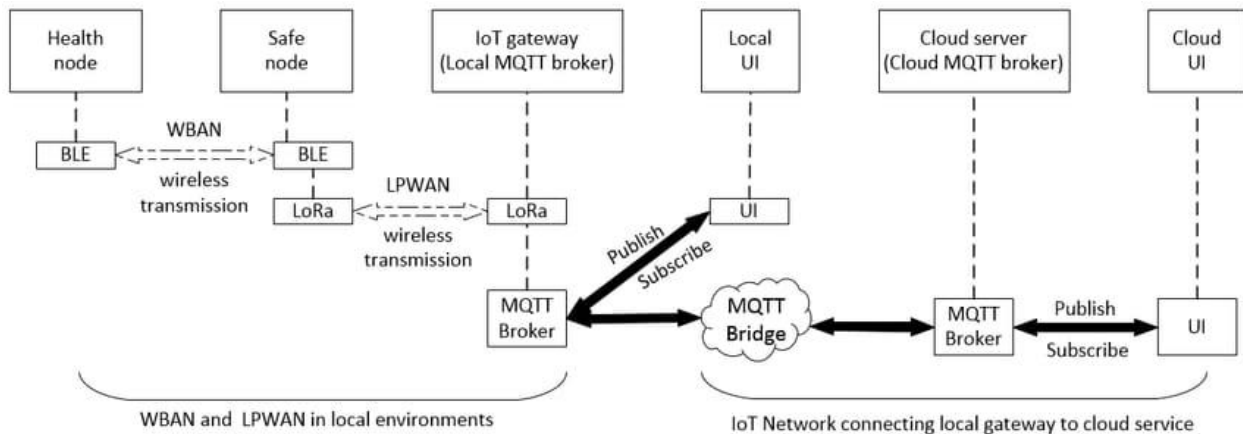 Health
node
Safe
node
IoT gateway
(Local MQTT broker)
Local
UI
Cloud server
(Cloud MQTT broker)
Cloud
UI
BLE
WBAN
wireless
transmission
BLE
LoRa
LPWAN
wireless
transmission
LoRa
UI
Publish
Subscribe
MQTT
Broker
MQTT
Bridge
MQTT
Broker
Publish
Subscribe
UI
WBAN and LPWAN in local environments
IoT Network connecting local gateway to cloud service